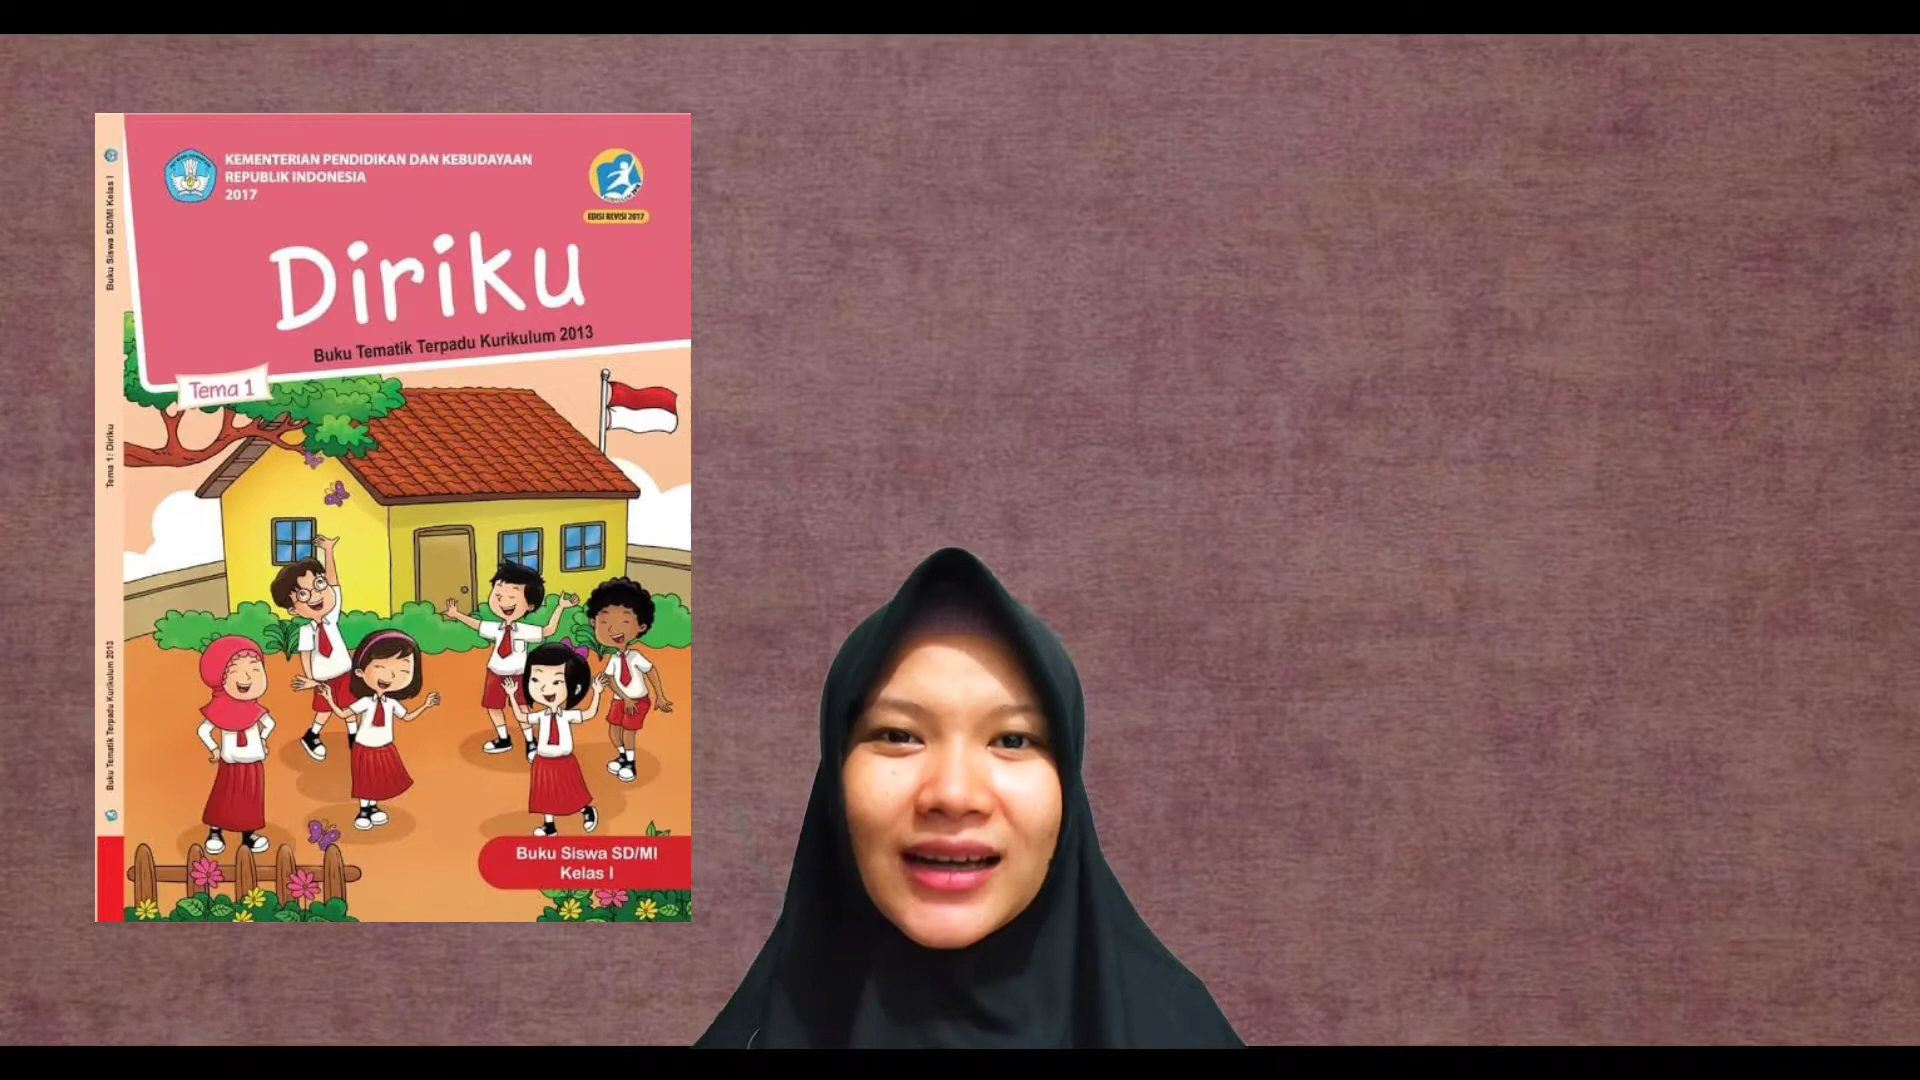 KEMENTERIAN PENDIDIKAN DAN KEBUDAYAAN
REPUBLIK INDONESIA
2017
EDISI REVISI 2017
Diriku
Buku Tematik Terpadu Kurikulum 2013
Tema 1
Buku Siswa SD/MI
Kelas I
Buku Siswa SD/MI Kelas I
Tema 1: Diriku
Buku Tematik Terpadu Kurikulum 2013